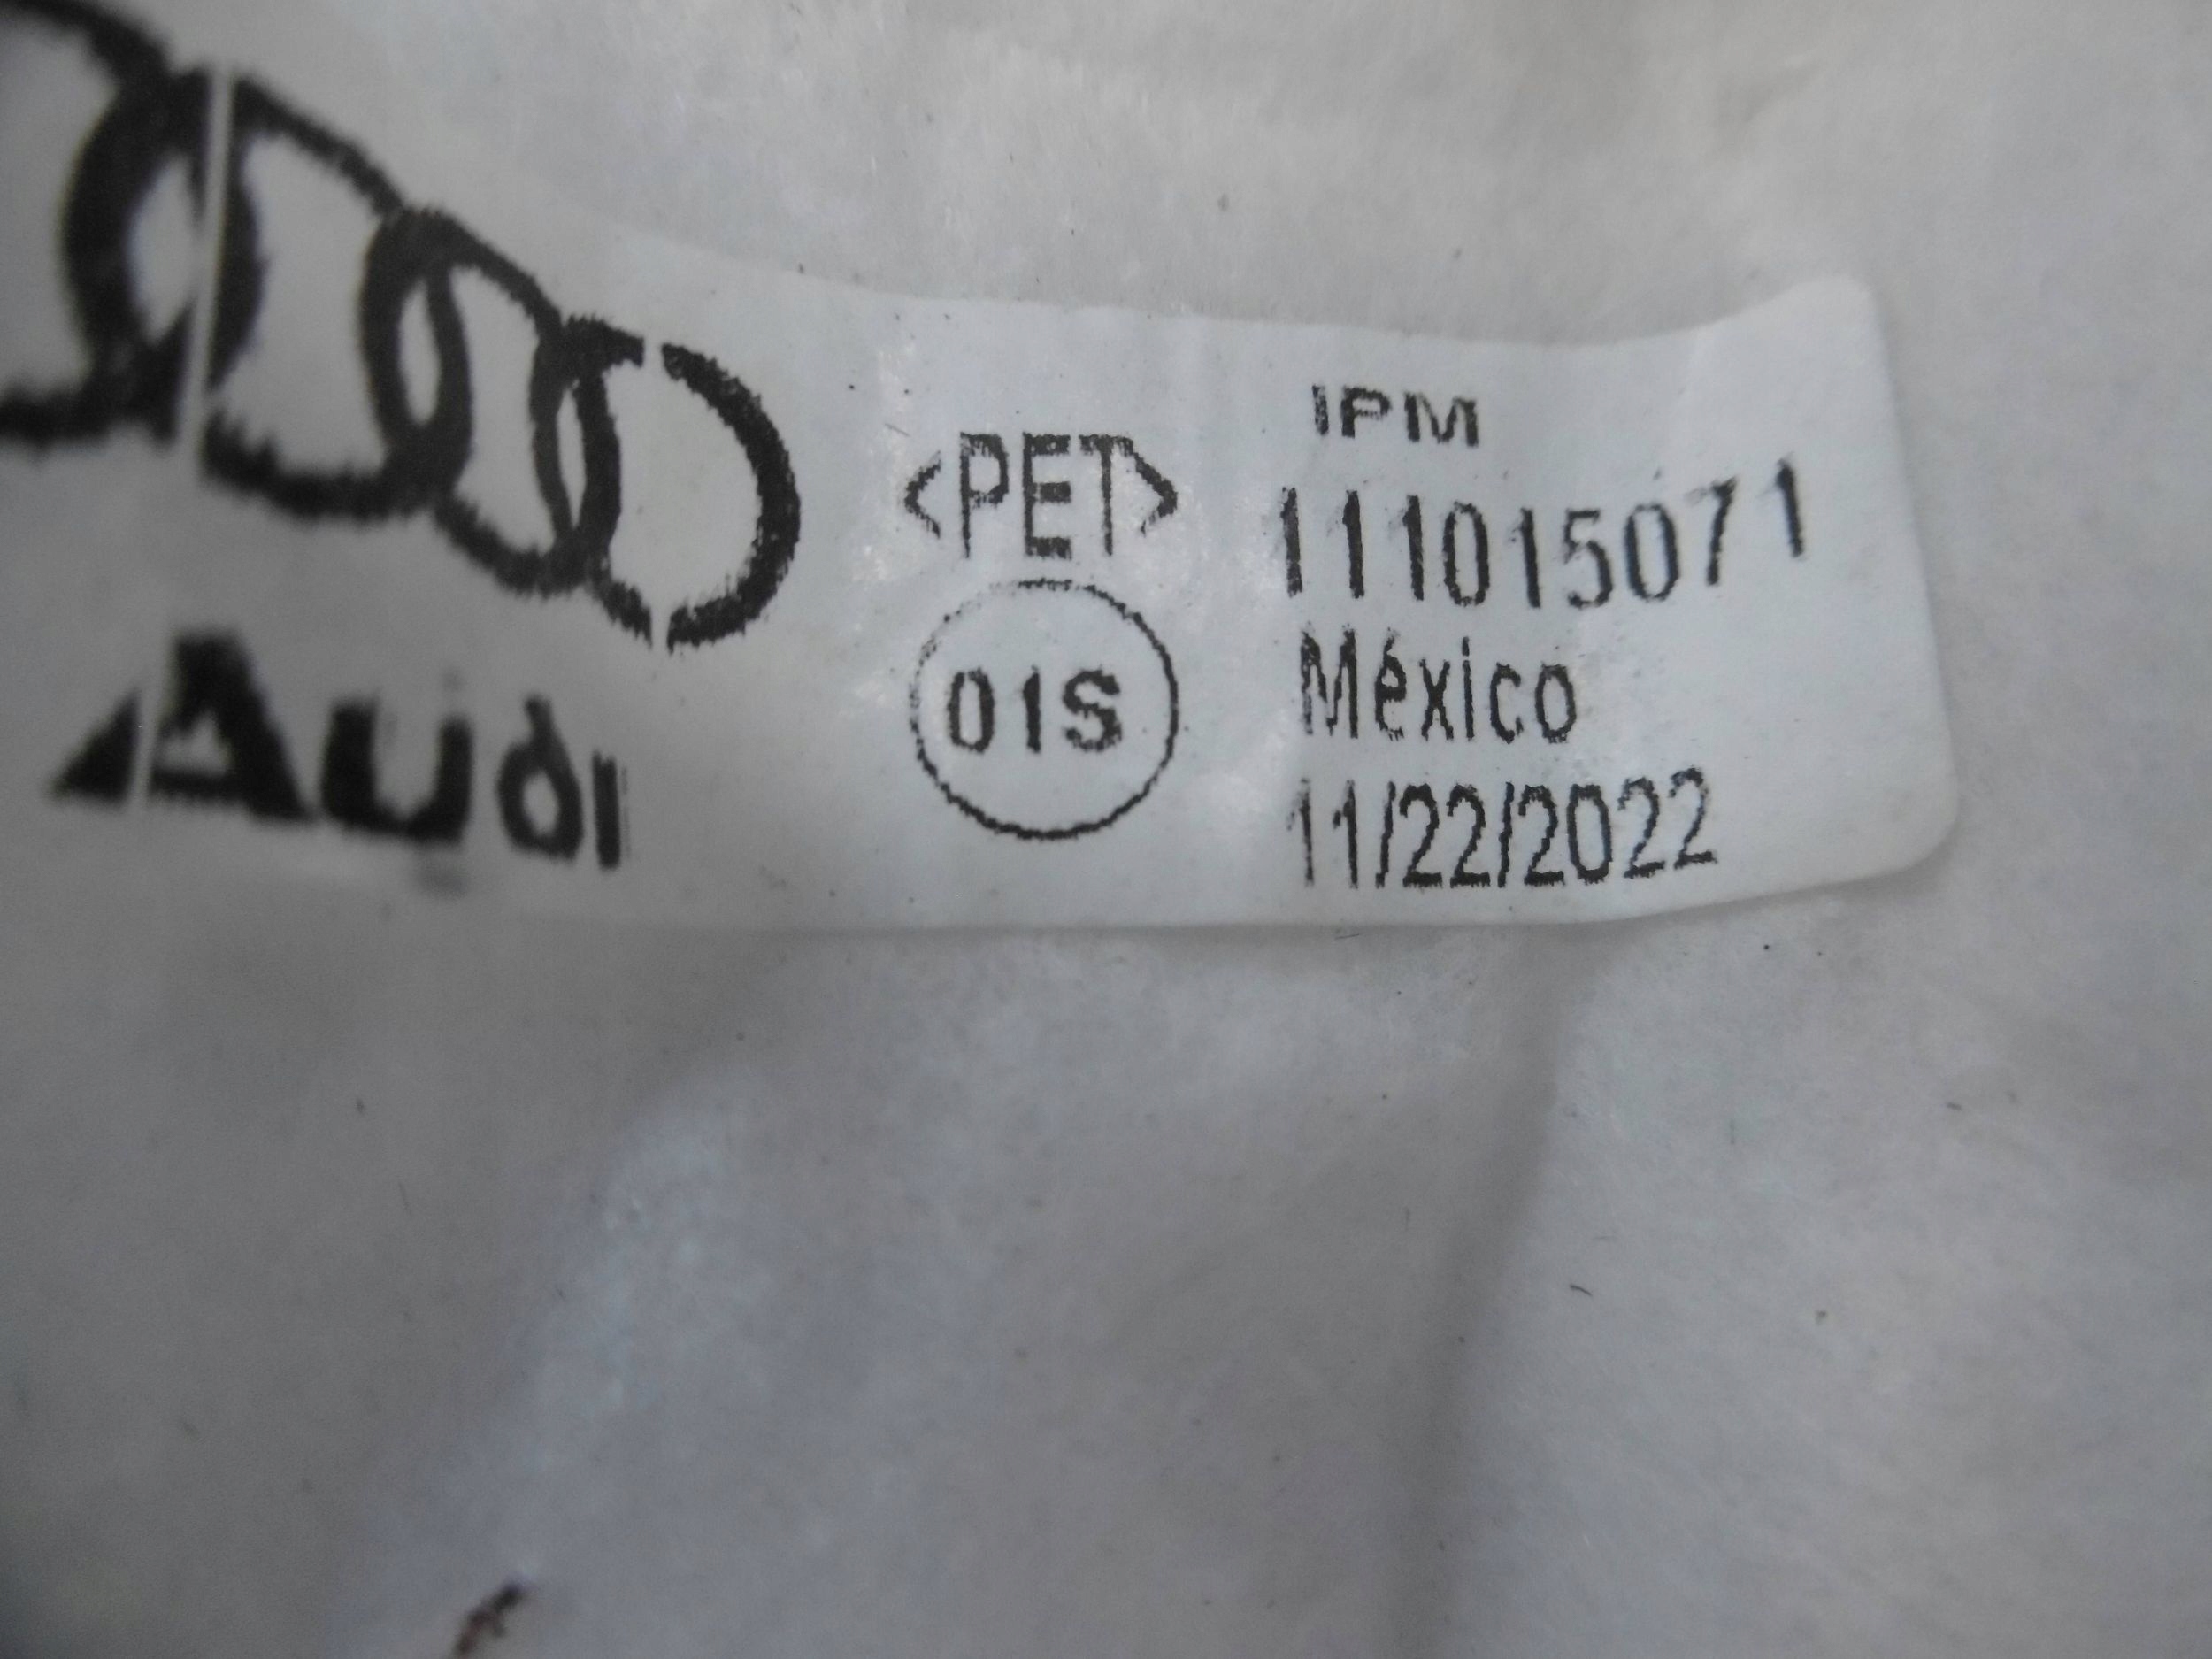 Audi
<PET>
01S
IPM
111015071
México
11/22/2022